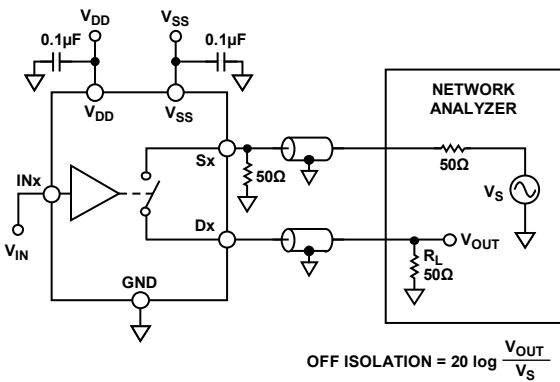 VDD
VSS
0.1µF
0.1µF
VDD
VSS
NETWORK
ANALYZER
INx
Sx
50Ω
50Ω
VS
VIN
Dx
VOUT
RL
50Ω
GND
OFF ISOLATION = 20 log VOUT
VS